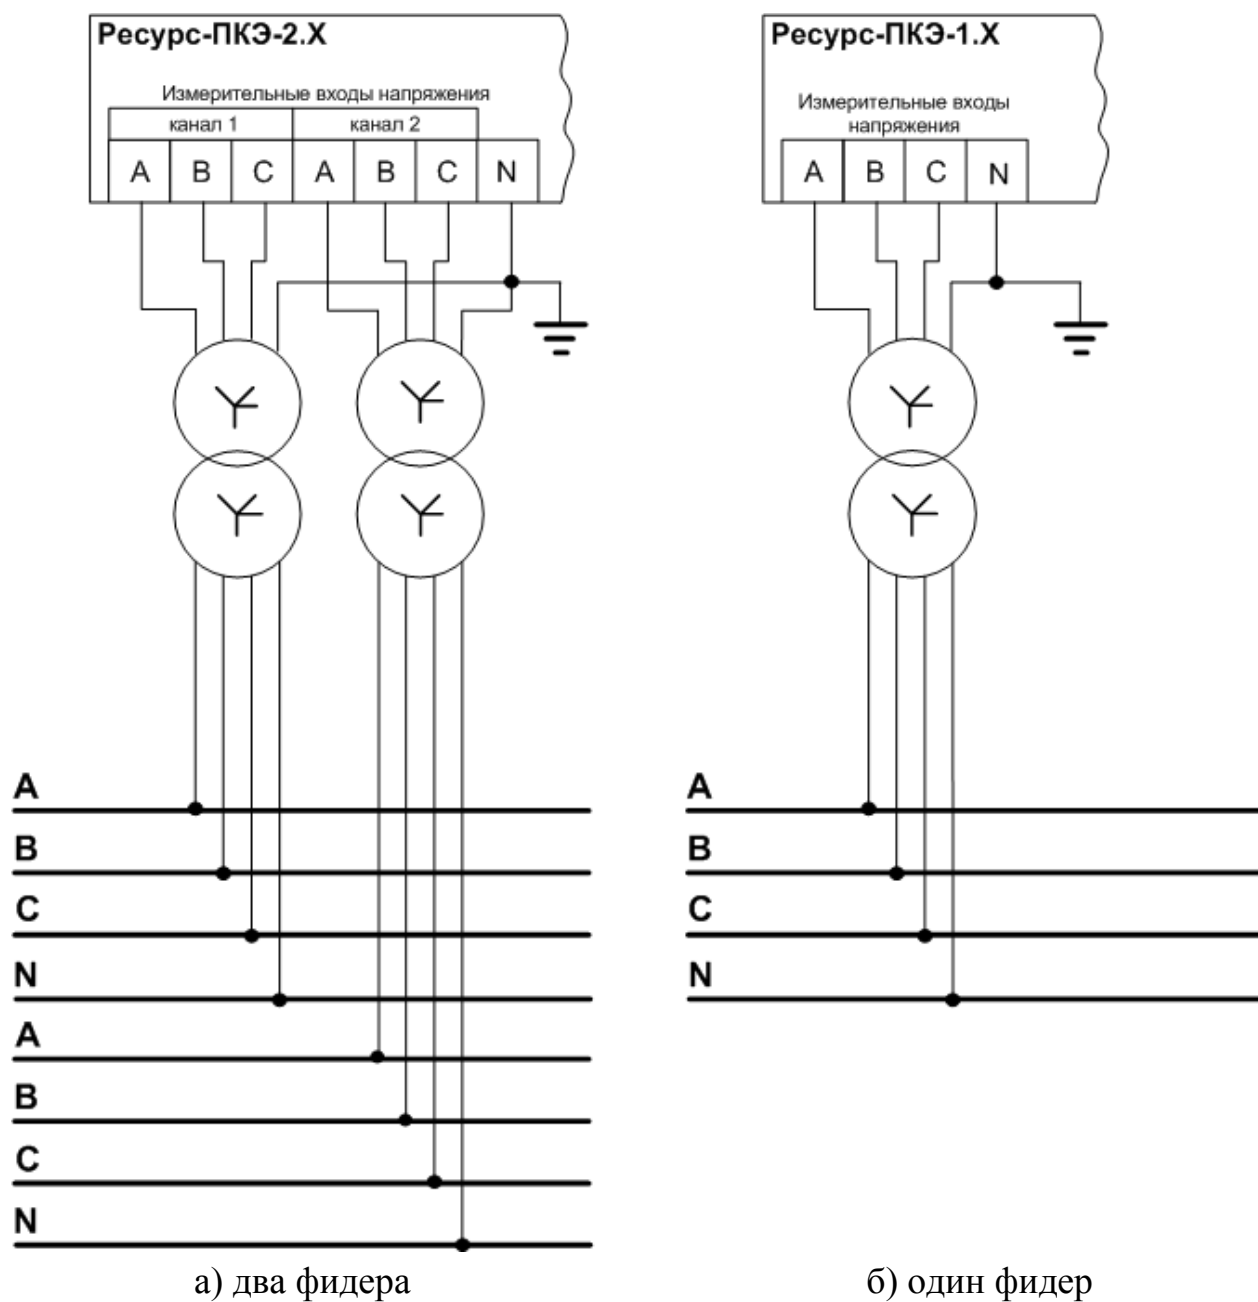 Ресурс-ПКЭ-2.Х
Измерительные входы напряжения
канал 1 канал 2
A B C A B C N
A
B
C
N
A
B
C
N
а) два фидера
Ресурс-ПКЭ-1.Х
Измерительные входы
напряжения
A B C N
A
B
C
N
б) один фидер